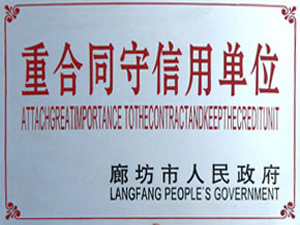 重合同守信用单位
ATTACHGREATIMPORTANCE TOTHECONTRACTANDKEEPTHECREDITUNIT
廊坊市人民政府
LANGFANG PEOPLE'S GOVERNMENT